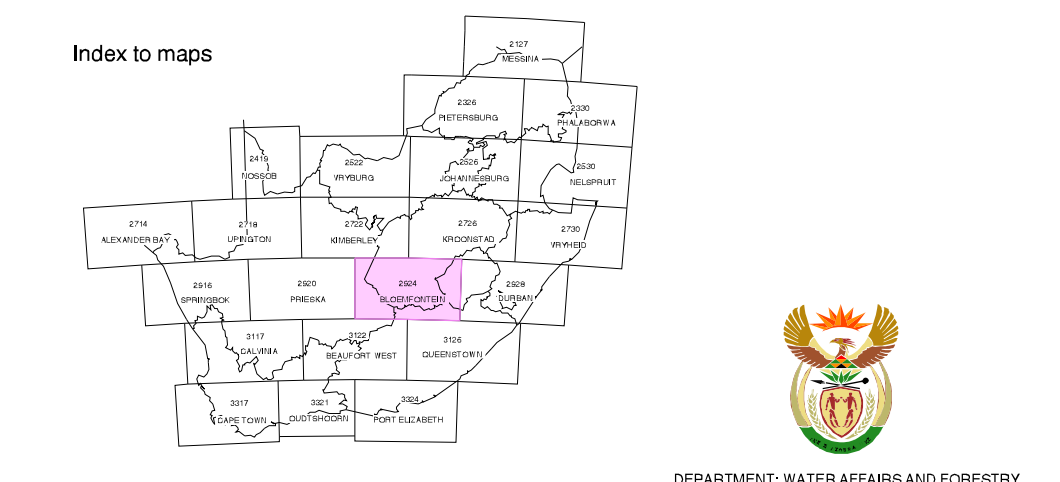 Index to maps
2127
MESSINA
2326
PIETERSBURG
2330
PHALABORWA
2419
NOSSOB
2522
VRYBURG
2526
JOHANNESBURG
2530
NELSPRUIT
2714
ALEXANDER BAY
2718
UPINGTON
2722
KIMBERLEY
2726
KROONSTAD
2730
VRYHEID
2916
SPRINGBOK
2920
PRIESKA
2924
BLOEMFONTEIN
2928
DURBAN
3117
CALVINIA
3122
BEAUFORT WEST
3126
QUEENSTOWN
3317
CAPE TOWN
3321
OUDTSHOORN
3324
PORT ELIZABETH
DEPARTMENT: WATER AFFAIRS AND FORESTRY